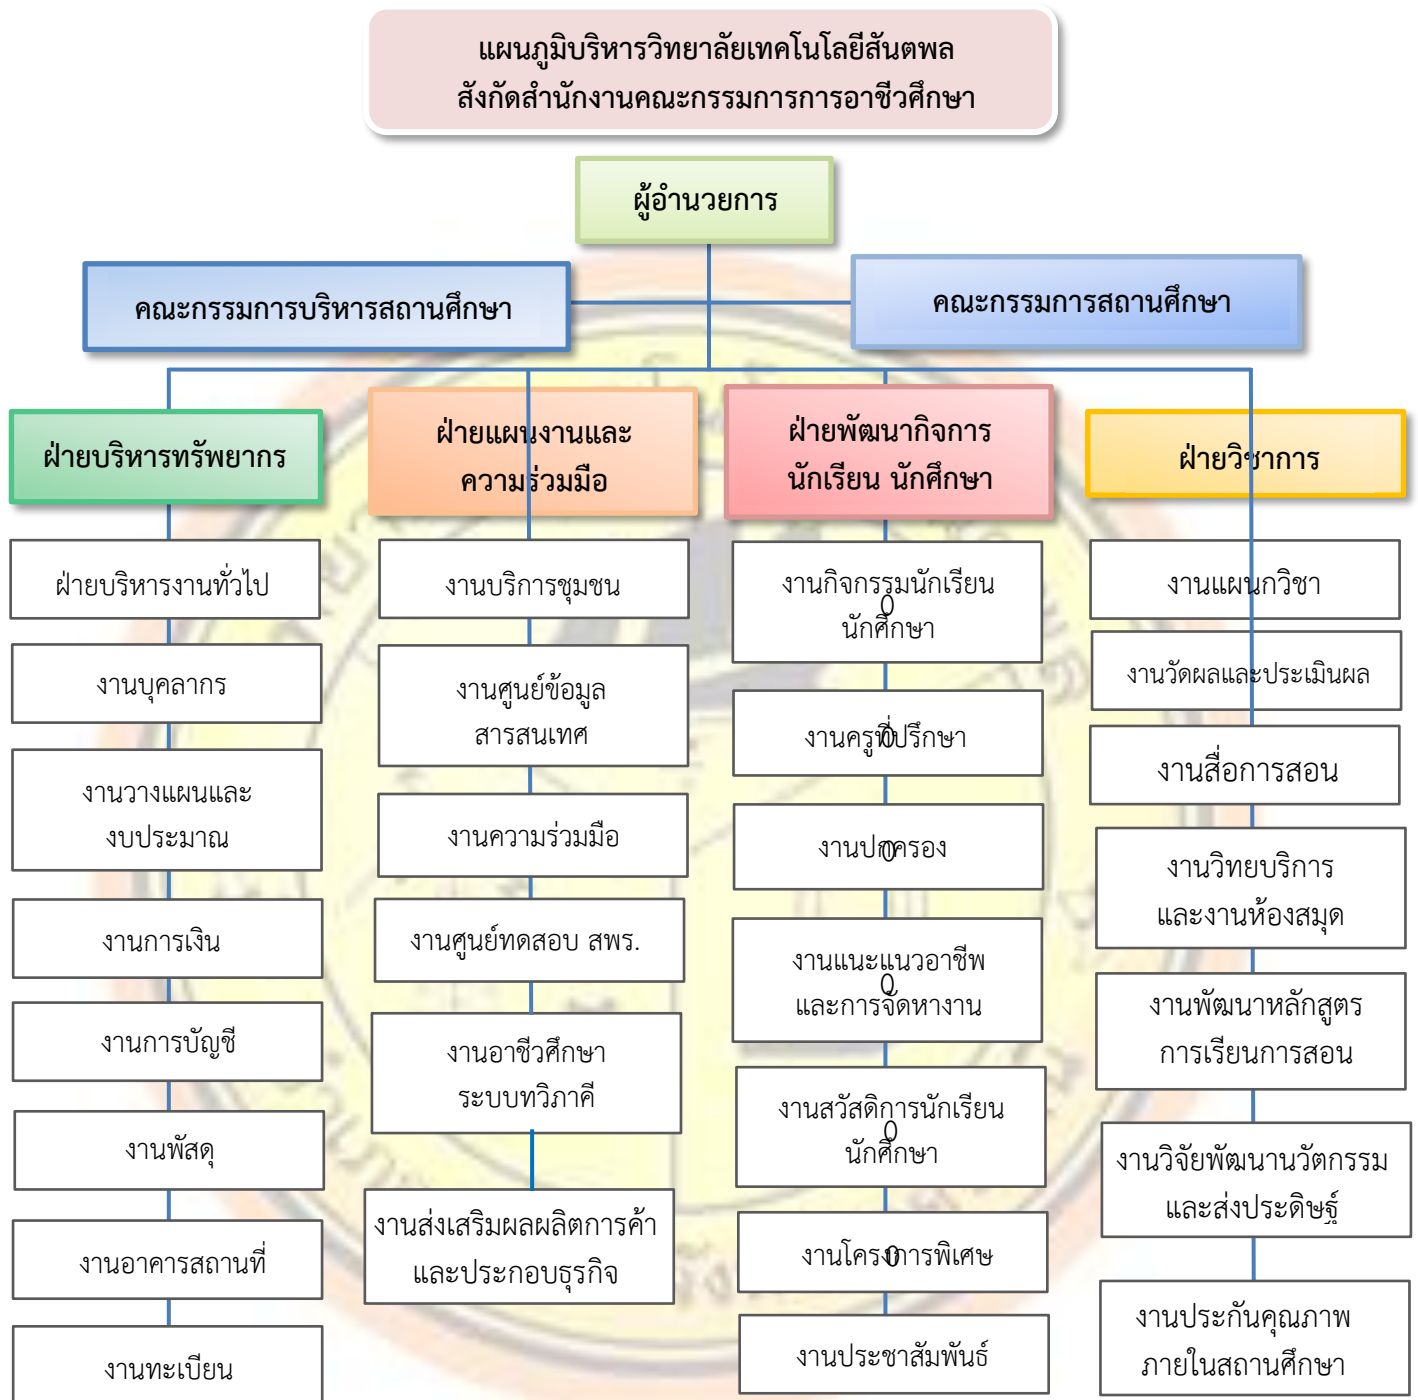 แผนภูมิบริหารวิทยาลัยเทคโนโลยีสันตพล
สังกัดสำนักงานคณะกรรมการการอาชีวศึกษา
ผู้อำนวยการ
คณะกรรมการบริหารสถานศึกษา
คณะกรรมการสถานศึกษา
ฝ่ายบริหารทรัพยากร
ฝ่ายบริหารงานทั่วไป
งานบุคลากร
งานวางแผนและ
งบประมาณ
งานการเงิน
งานการบัญชี
งานพัสดุ
งานอาคารสถานที่
งานทะเบียน
ฝ่ายแผนงานและ
ความร่วมมือ
งานบริการชุมชน
งานศูนย์ข้อมูล
สารสนเทศ
งานความร่วมมือ
งานศูนย์ทดสอบ สพร.
งานอาชีวศึกษา
ระบบทวิภาคี
งานส่งเสริมผลผลิตการค้า
และประกอบธุรกิจ
ฝ่ายพัฒนากิจการ
นักเรียน นักศึกษา
งานกิจกรรมนักเรียน
นักศึกษา
งานครูที่ปรึกษา
งานปกครอง
งานแนะแนวอาชีพ
และการจัดหางาน
งานสวัสดิการนักเรียน
นักศึกษา
งานโครงการพิเศษ
งานประชาสัมพันธ์
ฝ่ายวิชาการ
งานแผนกวิชา
งานวัดผลและประเมินผล
งานสื่อการสอน
งานวิทยบริการ
และงานห้องสมุด
งานพัฒนาหลักสูตร
การเรียนการสอน
งานวิจัยพัฒนานวัตกรรม
และส่งประดิษฐ์
งานประกันคุณภาพ
ภายในสถานศึกษา